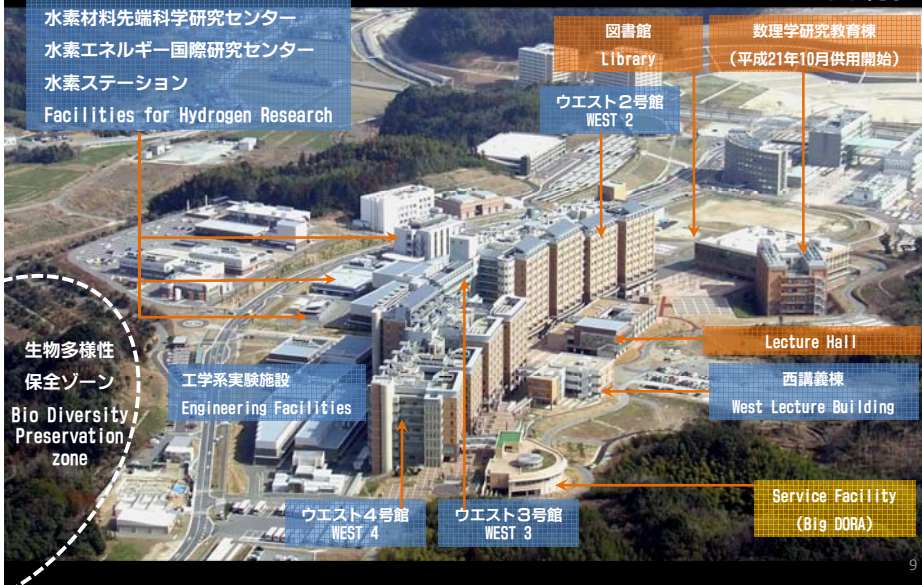 水素材料先端科学研究センター
水素エネルギー国際研究センター
水素ステーション
Facilities for Hydrogen Research
図書館
Library
数理学研究教育棟
(平成21年10月供用開始)
ウエスト2号館
WEST 2
生物多様性
保全ゾーン
Bio Diversity
Preservation
zone
工学系実験施設
Engineering Facilities
Lecture Hall
西講義棟
West Lecture Building
ウエスト4号館
WEST 4
ウエスト3号館
WEST 3
Service Facility
(Big DORA)
9